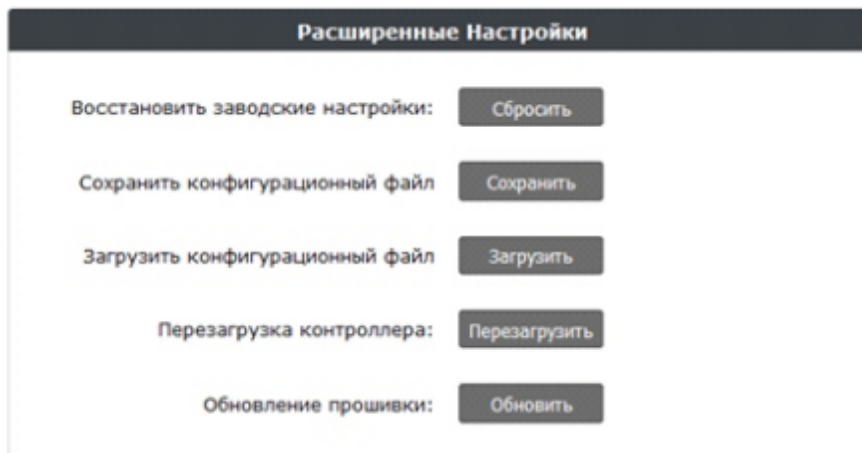 Расширенные Настройки
Восстановить заводские настройки: Сбросить
Сохранить конфигурационный файл Сохранить
Загрузить конфигурационный файл Загрузить
Перезагрузка контроллера: Перезагрузить
Обновление прошивки: Обновить